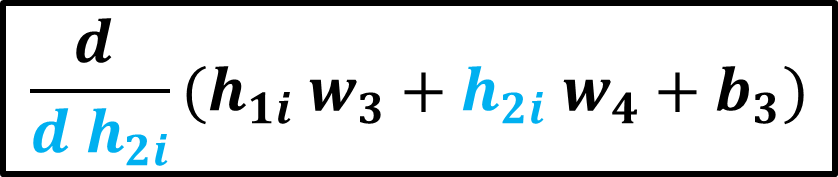 d/(d h₂ᵢ) (h₁ᵢ w₃ + h₂ᵢ w₄ + b₃)